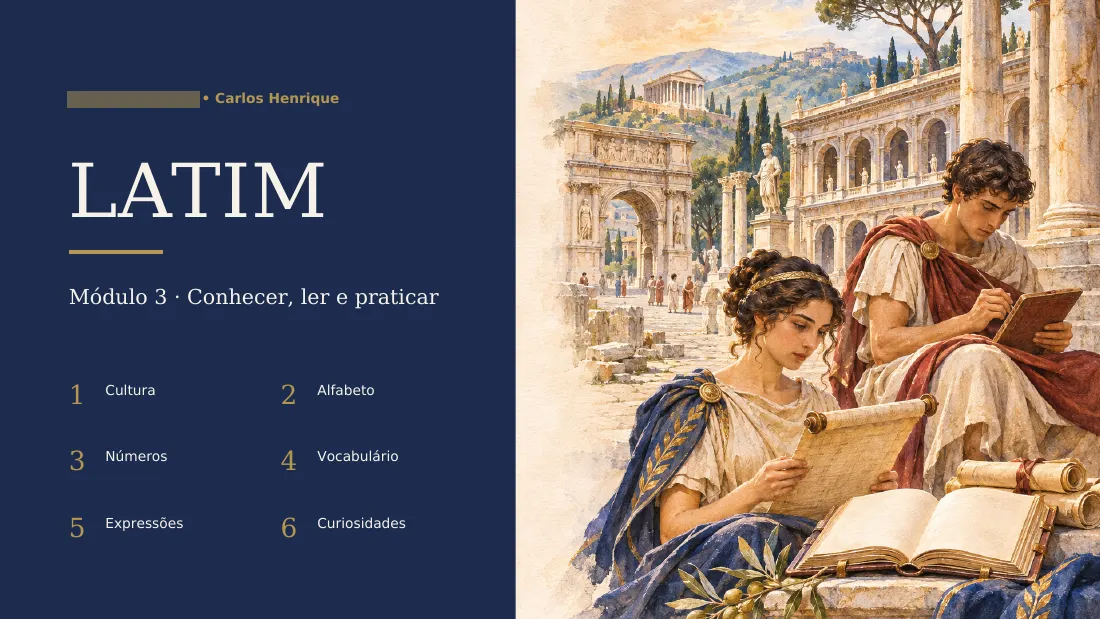 • Carlos Henrique
LATIM
Módulo 3 · Conhecer, ler e praticar
1 Cultura
2 Alfabeto
3 Números
4 Vocabulário
5 Expressões
6 Curiosidades